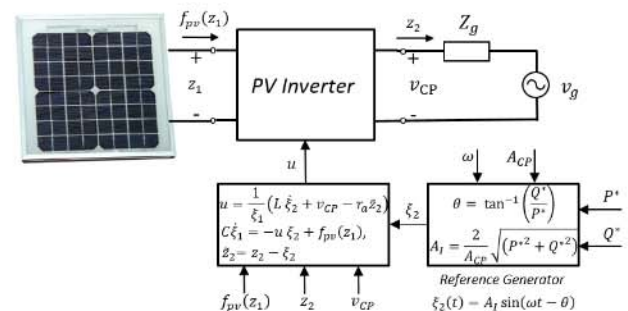 f_pv(z_1)
z_2
Z_g
+
z_1
-
PV Inverter
+
v_CP
-
v_g
u
ω
A_CP
u = 1/ξ_1 (L ξ̇_2 + v_CP − r_a z̃_2)
Cξ̇_1 = −u ξ_2 + f_pv(z_1),
z̃_2 = z_2 − ξ_2
ξ_2
θ = tan⁻¹(Q*/P*)
A_I = 2/A_CP √(P*² + Q*²)
P*
Q*
f_pv(z_1)
z_2
v_CP
Reference Generator
ξ_2(t) = A_I sin(ωt − θ)